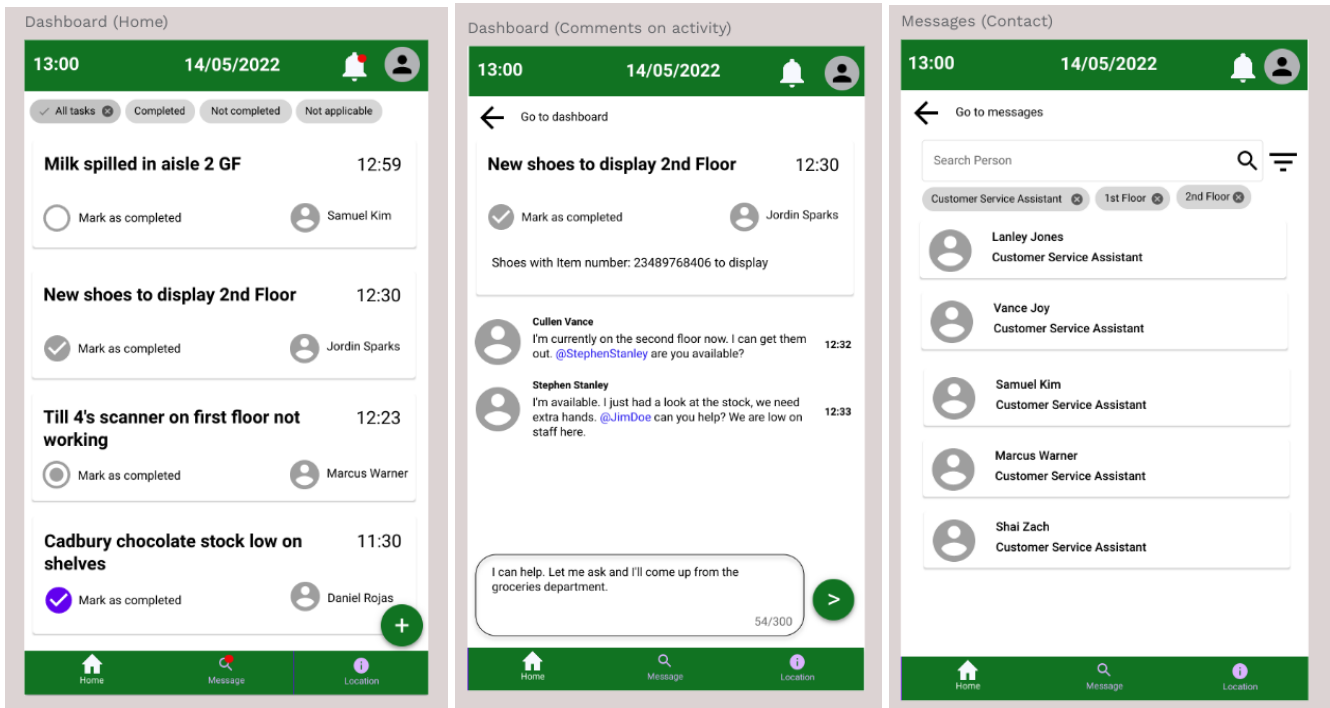 Dashboard (Home)
13:00 14/05/2022
All tasks Completed Not completed Not applicable
Milk spilled in aisle 2 GF 12:59
Mark as completed Samuel Kim
New shoes to display 2nd Floor 12:30
Mark as completed Jordin Sparks
Till 4's scanner on first floor not 12:23
working
Mark as completed Marcus Warner
Cadbury chocolate stock low on 11:30
shelves
Mark as completed Daniel Rojas
+
Home Message Location
Dashboard (Comments on activity)
13:00 14/05/2022
Go to dashboard
New shoes to display 2nd Floor 12:30
Mark as completed Jordin Sparks
Shoes with Item number: 23489768406 to display
Cullen Vance
I'm currently on the second floor now. I can get them
out. @StephenStanley are you available? 12:32
Stephen Stanley
I'm available. I just had a look at the stock, we need
extra hands. @JimDoe can you help? We are low on 12:33
staff here.
I can help. Let me ask and I'll come up from the
groceries department.
54/300
>
Home Message Location
Messages (Contact)
13:00 14/05/2022
Go to messages
Search Person
Customer Service Assistant 1st Floor 2nd Floor
Lanley Jones
Customer Service Assistant
Vance Joy
Customer Service Assistant
Samuel Kim
Customer Service Assistant
Marcus Warner
Customer Service Assistant
Shai Zach
Customer Service Assistant
Home Message Location